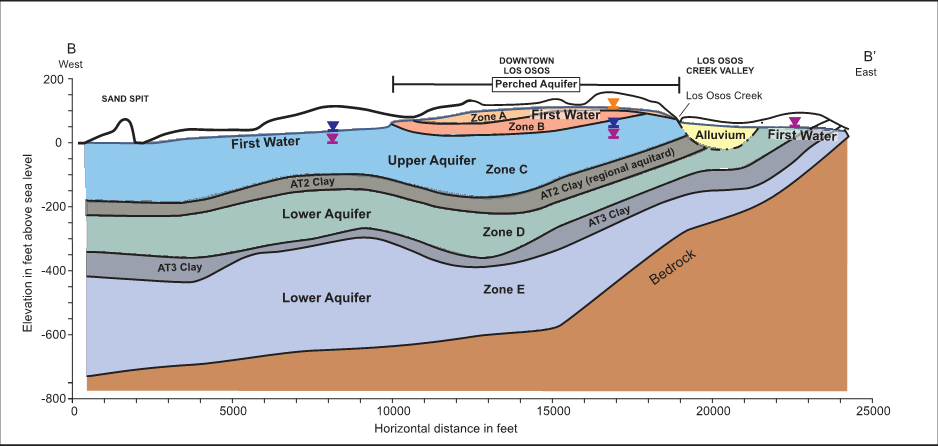 B
West
B'
East
DOWNTOWN
LOS OSOS
LOS OSOS
CREEK VALLEY
Perched Aquifer
SAND SPIT
Los Osos Creek
200
0
-200
-400
-600
-800
Elevation in feet above sea level
Zone A
First Water
Zone B
First Water
Alluvium
First Water
Upper Aquifer
Zone C
AT2 Clay
AT2 Clay (regional aquitard)
Lower Aquifer
Zone D
AT3 Clay
AT3 Clay
Lower Aquifer
Zone E
Bedrock
0
5000
10000
15000
20000
25000
Horizontal distance in feet